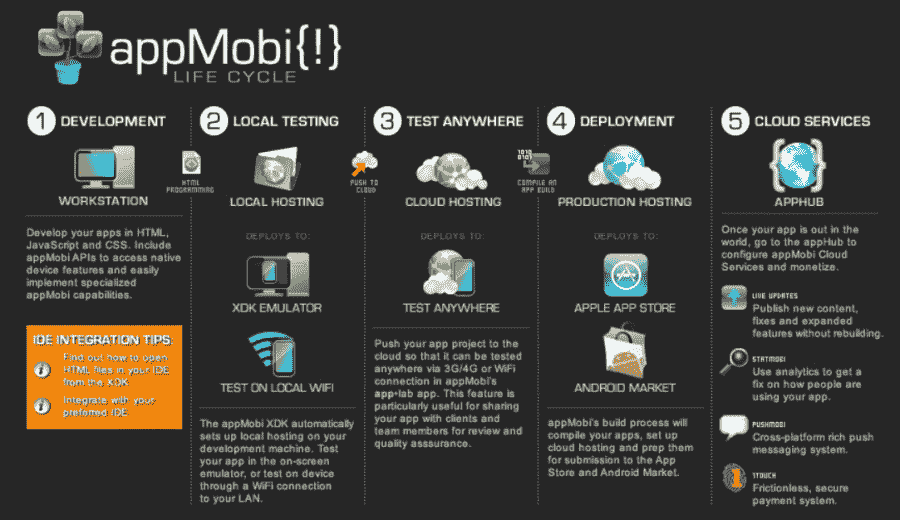 appMobi{!}
LIFE CYCLE
1 DEVELOPMENT
WORKSTATION
Develop your apps in HTML,
JavaScript and CSS. Include
appMobi APIs to access native
device features and easily
implement specialized
appMobi capabilities.
IDE INTEGRATION TIPS:
Find out how to open
HTML files in your IDE
from the XDK.
Integrate with your
preferred IDE.
HTML
PROGRAMMING
2 LOCAL TESTING
LOCAL HOSTING
DEPLOYS TO:
XDK EMULATOR
TEST ON LOCAL WIFI
The appMobi XDK automatically
sets up local hosting on your
development machine. Test
your app in the on-screen
emulator, or test on device
through a WiFi connection
to your LAN.
PUSH TO
CLOUD
3 TEST ANYWHERE
CLOUD HOSTING
DEPLOYS TO:
TEST ANYWHERE
Push your app project to the
cloud so that it can be tested
anywhere via 3G/4G or WiFi
connection in appMobi's
app•lab app. This feature is
particularly useful for sharing
your app with clients and
team members for review and
quality asssurance.
1010
0101
COMPILE AN
APP BUILD
4 DEPLOYMENT
PRODUCTION HOSTING
DEPLOYS TO:
APPLE APP STORE
ANDROID MARKET
appMobi's build process will
compile your apps, set up
cloud hosting and prep them
for submission to the App
Store and Android Market.
5 CLOUD SERVICES
APPHUB
Once your app is out in the
world, go to the appHub to
configure appMobi Cloud
Services and monetize.
LIVE UPDATES
Publish new content,
fixes and expanded
features without rebuilding.
STATMOBI
Use analytics to get a
fix on how people are
using your app.
PUSHMOBI
Cross-platform rich push
messaging system.
1TOUCH
Frictionless, secure
payment system.